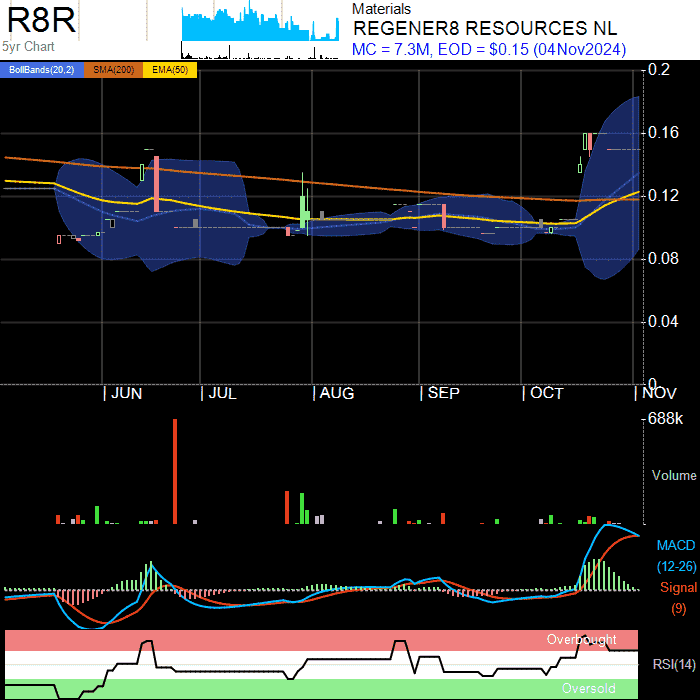 R8R
5yr Chart
Materials
REGENER8 RESOURCES NL
MC = 7.3M, EOD = $0.15 (04Nov2024)
BollBands(20,2) SMA(200) EMA(50)
0.2
0.16
0.12
0.08
0.04
0
JUN JUL AUG SEP OCT NOV
688k
Volume
MACD
(12-26)
Signal
(9)
Overbought
RSI(14)
Oversold